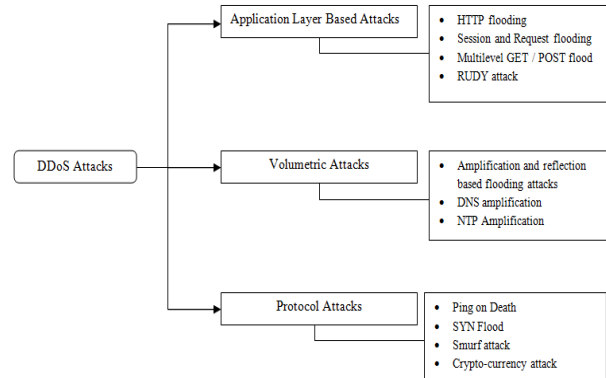 Application Layer Based Attacks
• HTTP flooding
• Session and Request flooding
• Multilevel GET / POST flood
• RUDY attack
DDoS Attacks
Volumetric Attacks
• Amplification and reflection
based flooding attacks
• DNS amplification
• NTP Amplification
Protocol Attacks
• Ping on Death
• SYN Flood
• Smurf attack
• Crypto-currency attack